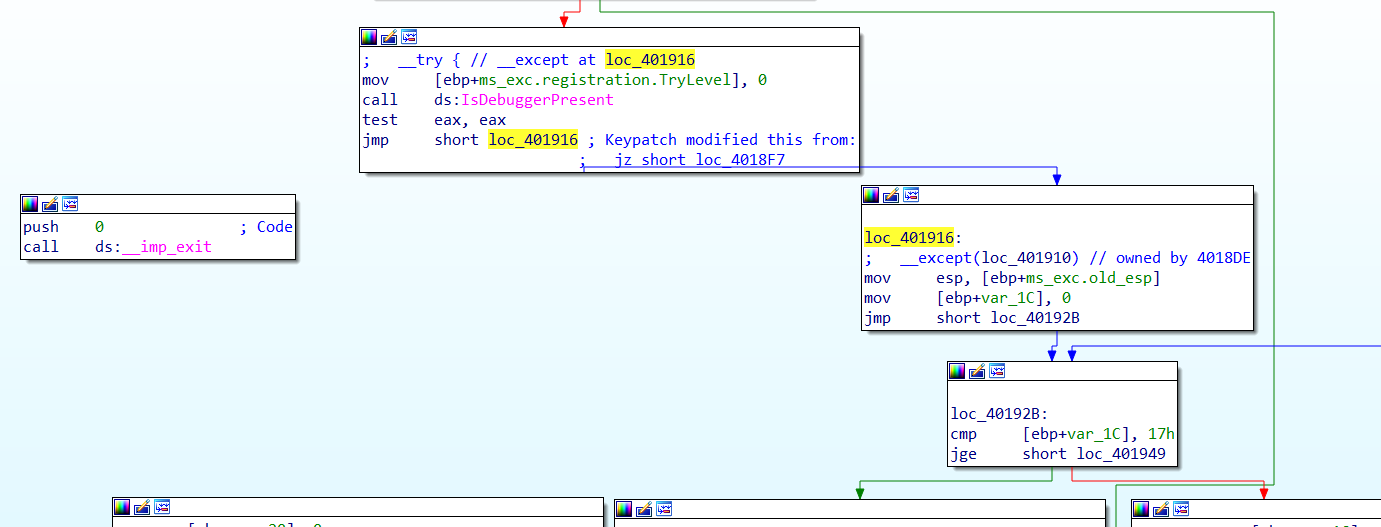 ; __try { // __except at loc_401916
mov [ebp+ms_exc.registration.TryLevel], 0
call ds:IsDebuggerPresent
test eax, eax
jmp short loc_401916 ; Keypatch modified this from:
; jz short loc_4018F7
push 0 ; Code
call ds:__imp_exit
loc_401916:
; __except(loc_401910) // owned by 4018DE
mov esp, [ebp+ms_exc.old_esp]
mov [ebp+var_1C], 0
jmp short loc_40192B
loc_40192B:
cmp [ebp+var_1C], 17h
jge short loc_401949